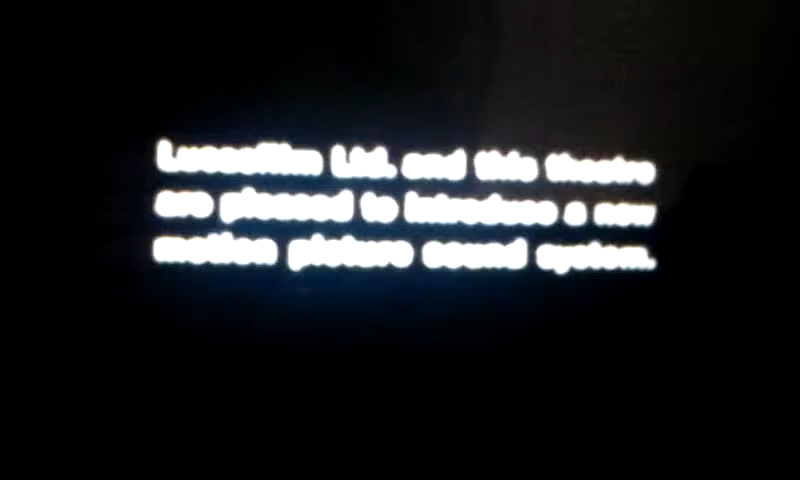 Lucasfilm Ltd. and this theatre
are pleased to introduce a new
motion picture sound system.